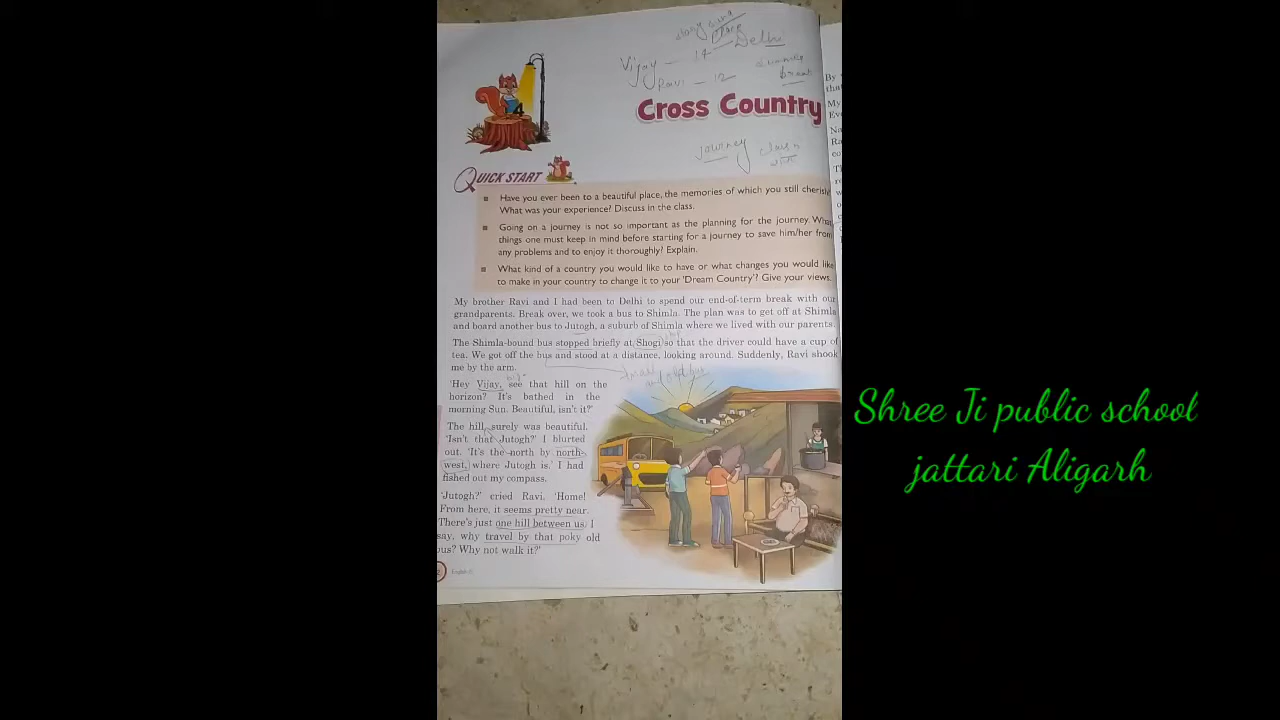 Delhi
Vijay — 14
Ravi — 12
break
4
Cross Country
journey class
QUICK START
Have you ever been to a beautiful place, the memories of which you still cherish
What was your experience? Discuss in the class.
Going on a journey is not so important as the planning for the journey. What
things one must keep in mind before starting for a journey to save him/her from
any problems and to enjoy it thoroughly? Explain.
What kind of a country you would like to have or what changes you would like
to make in your country to change it to your 'Dream Country'? Give your views.
My brother Ravi and I had been to Delhi to spend our end-of-term break with our
grandparents. Break over, we took a bus to Shimla. The plan was to get off at Shimla
and board another bus to Jutogh, a suburb of Shimla where we lived with our parents.
The Shimla-bound bus stopped briefly at Shogi so that the driver could have a cup of
tea. We got off the bus and stood at a distance, looking around. Suddenly, Ravi shook
me by the arm.
'Hey Vijay, see that hill on the
horizon? It's bathed in the
morning Sun. Beautiful, isn't it?'
The hill, surely was beautiful.
'Isn't that Jutogh?' I blurted
out. 'It's the north by north-
west, where Jutogh is.' I had
fished out my compass.
'Jutogh?' cried Ravi. 'Home!
From here, it seems pretty near.
There's just one hill between us. I
say, why travel by that poky old
bus? Why not walk it?'
English
Shree Ji public school
jattari Aligarh